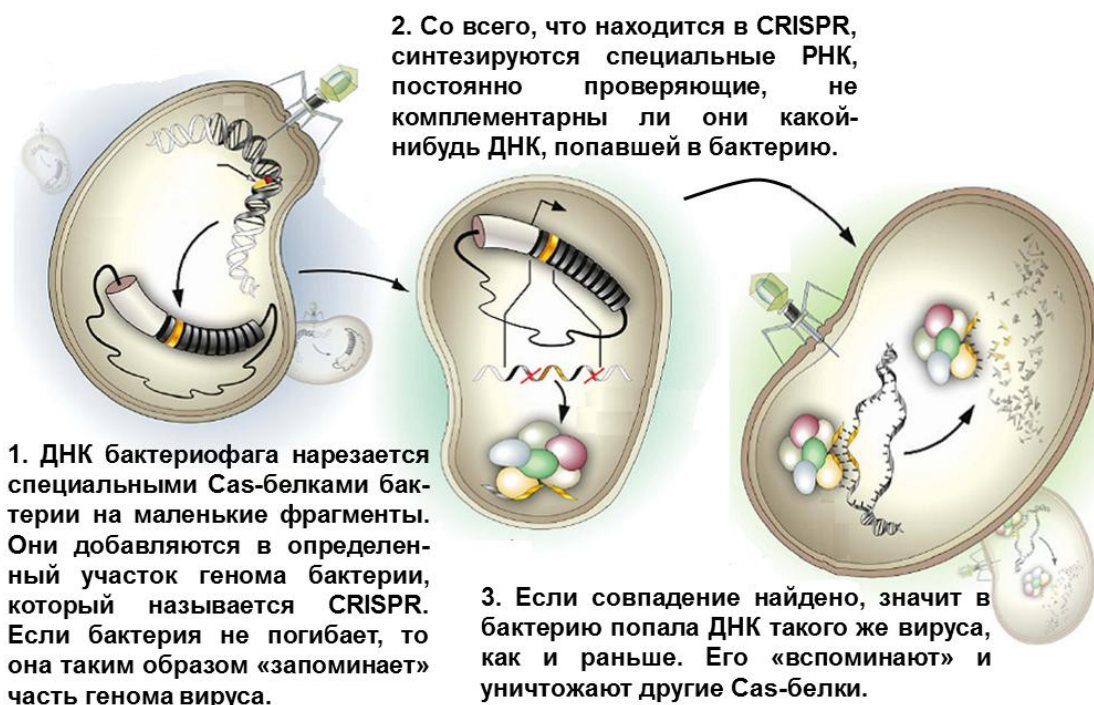 2. Со всего, что находится в CRISPR,
синтезируются специальные РНК,
постоянно проверяющие, не
комплементарны ли они какой-
нибудь ДНК, попавшей в бактерию.
1. ДНК бактериофага нарезается
специальными Cas-белками бак-
терии на маленькие фрагменты.
Они добавляются в определен-
ный участок генома бактерии,
который называется CRISPR.
Если бактерия не погибает, то
она таким образом «запоминает»
часть генома вируса.
3. Если совпадение найдено, значит в
бактерию попала ДНК такого же вируса,
как и раньше. Его «вспоминают» и
уничтожают другие Cas-белки.